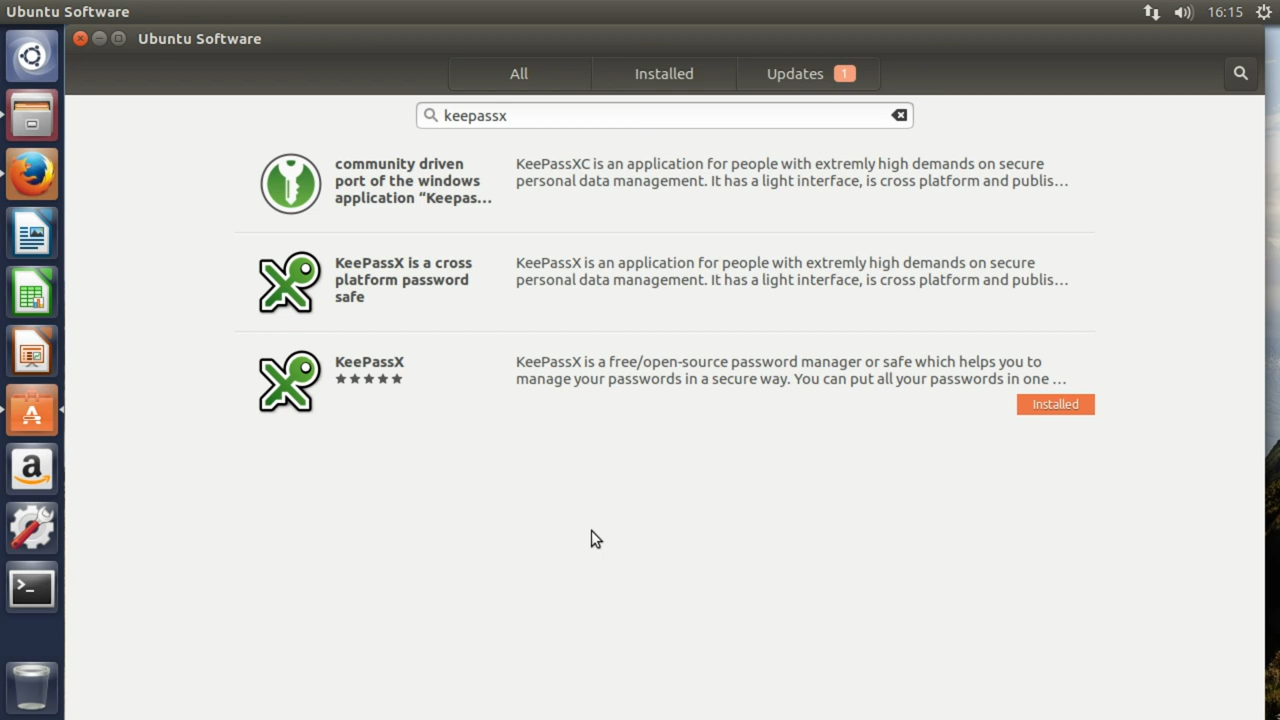 Ubuntu Software
16:15
Ubuntu Software
All
Installed
Updates 1
keepassx
community driven
port of the windows
application “Keepas...
KeePassXC is an application for people with extremly high demands on secure
personal data management. It has a light interface, is cross platform and publis...
KeePassX is a cross
platform password
safe
KeePassX is an application for people with extremly high demands on secure
personal data management. It has a light interface, is cross platform and publis...
KeePassX
KeePassX is a free/open-source password manager or safe which helps you to
manage your passwords in a secure way. You can put all your passwords in one ...
Installed